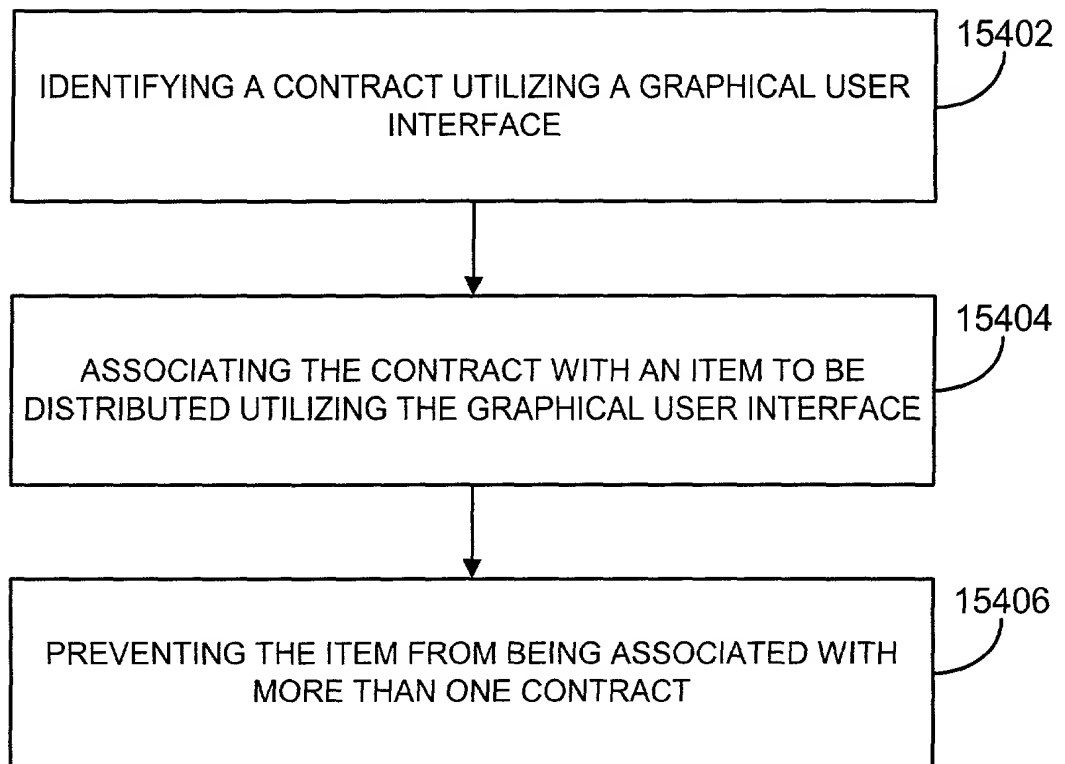 15402
IDENTIFYING A CONTRACT UTILIZING A GRAPHICAL USER
INTERFACE
15404
ASSOCIATING THE CONTRACT WITH AN ITEM TO BE
DISTRIBUTED UTILIZING THE GRAPHICAL USER INTERFACE
15406
PREVENTING THE ITEM FROM BEING ASSOCIATED WITH
MORE THAN ONE CONTRACT